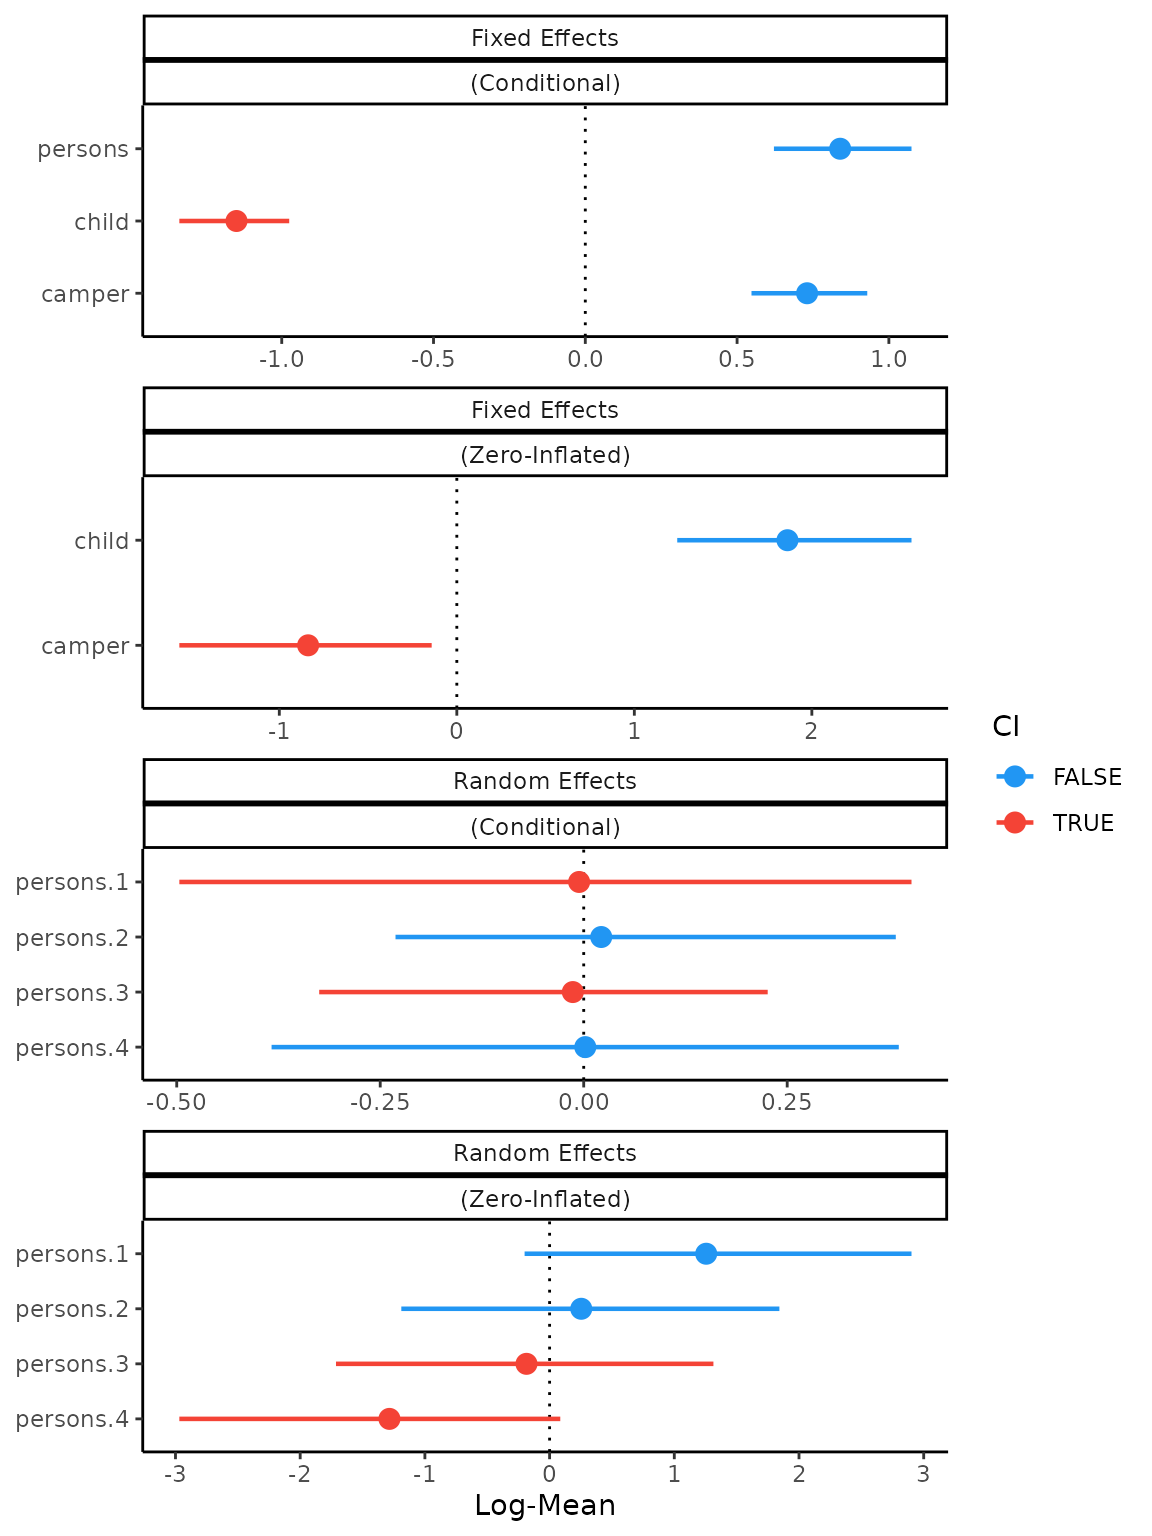 Fixed Effects
(Conditional)
persons
child
camper
-1.0 -0.5 0.0 0.5 1.0
Fixed Effects
(Zero-Inflated)
child
camper
-1 0 1 2
CI
FALSE
TRUE
Random Effects
(Conditional)
persons.1
persons.2
persons.3
persons.4
-0.50 -0.25 0.00 0.25
Random Effects
(Zero-Inflated)
persons.1
persons.2
persons.3
persons.4
-3 -2 -1 0 1 2 3
Log-Mean